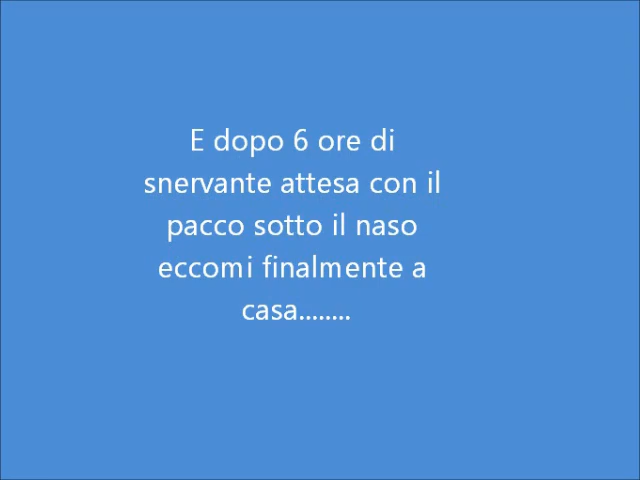 E dopo 6 ore di
snervante attesa con il
pacco sotto il naso
eccomi finalmente a
casa........